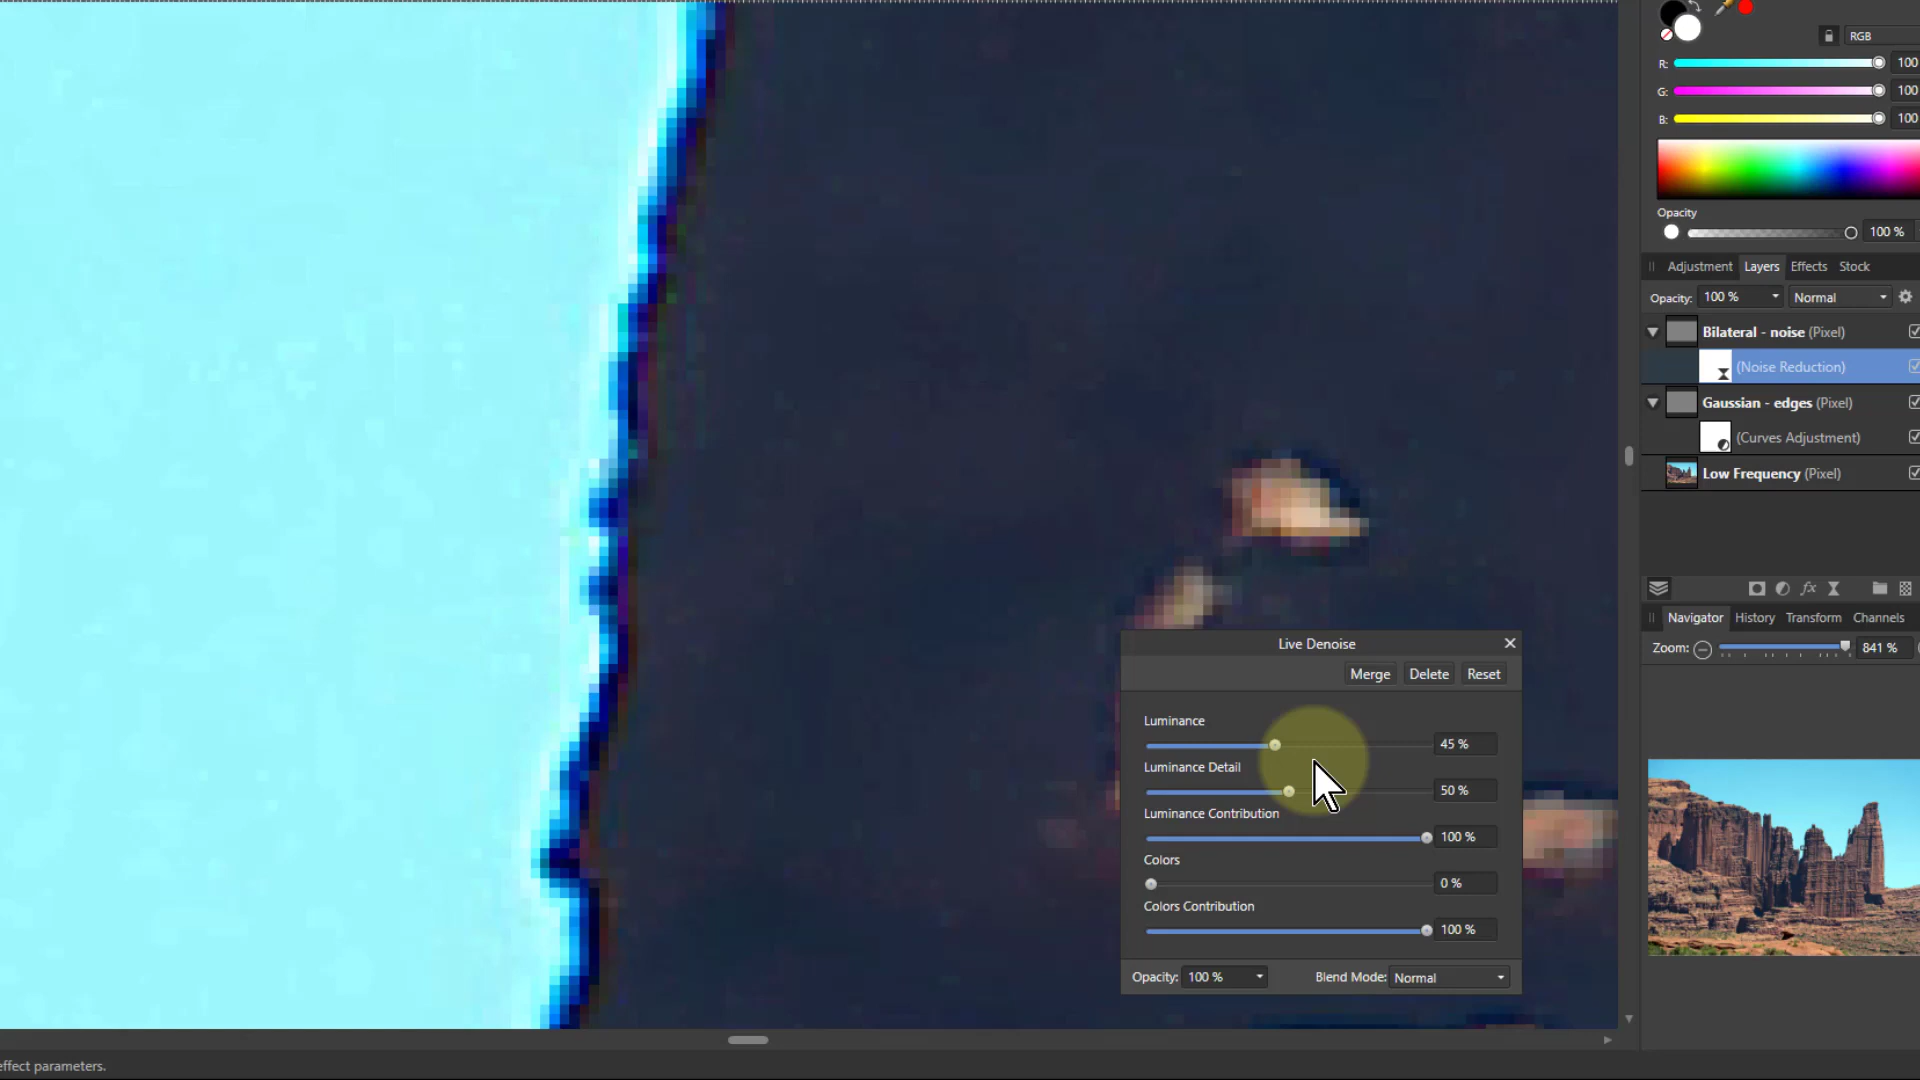 RGB
R: 100
G: 100
B: 100
Opacity
100 %
Adjustment Layers Effects Stock
Opacity: 100 % Normal
Bilateral - noise (Pixel)
(Noise Reduction)
Gaussian - edges (Pixel)
(Curves Adjustment)
Low Frequency (Pixel)
fx
Navigator History Transform Channels
Zoom: 841 %
Live Denoise
Merge Delete Reset
Luminance
45 %
Luminance Detail
50 %
Luminance Contribution
100 %
Colors
0 %
Colors Contribution
100 %
Opacity: 100 % Blend Mode: Normal
effect parameters.